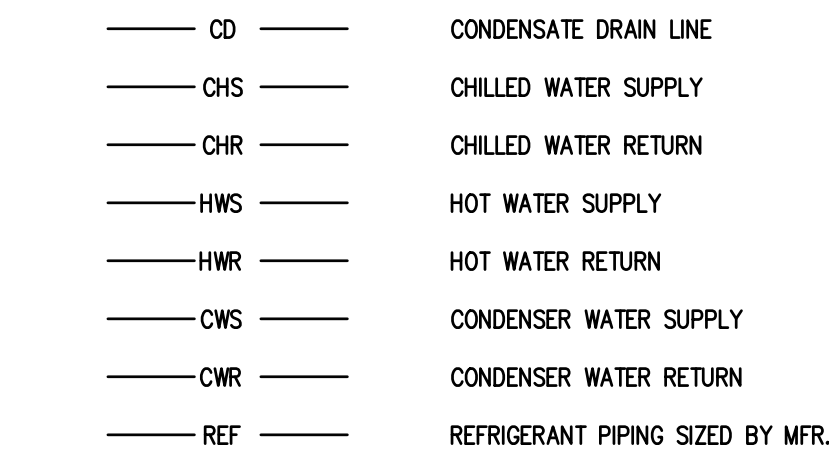 CD CONDENSATE DRAIN LINE
CHS CHILLED WATER SUPPLY
CHR CHILLED WATER RETURN
HWS HOT WATER SUPPLY
HWR HOT WATER RETURN
CWS CONDENSER WATER SUPPLY
CWR CONDENSER WATER RETURN
REF REFRIGERANT PIPING SIZED BY MFR.